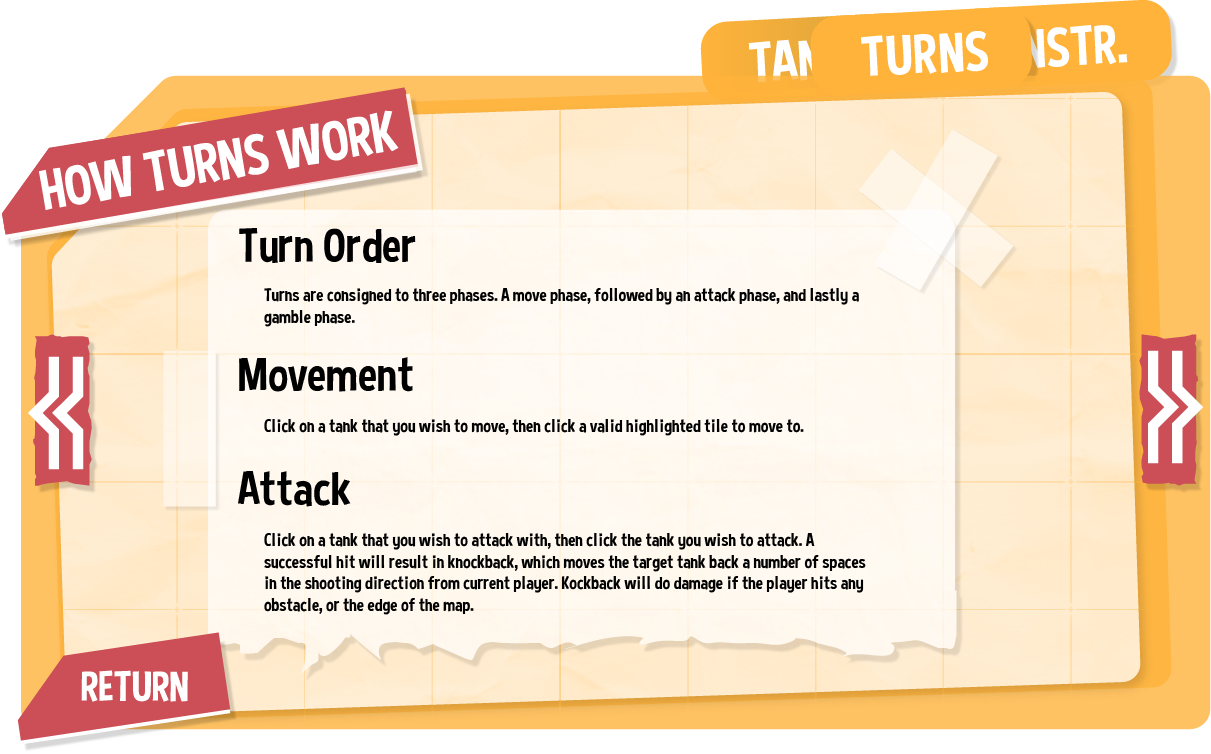 TAN TURNS NSTR.
HOW TURNS WORK
Turn Order
Turns are consigned to three phases. A move phase, followed by an attack phase, and lastly a
gamble phase.
Movement
Click on a tank that you wish to move, then click a valid highlighted tile to move to.
Attack
Click on a tank that you wish to attack with, then click the tank you wish to attack. A
successful hit will result in knockback, which moves the target tank back a number of spaces
in the shooting direction from current player. Kockback will do damage if the player hits any
obstacle, or the edge of the map.
RETURN